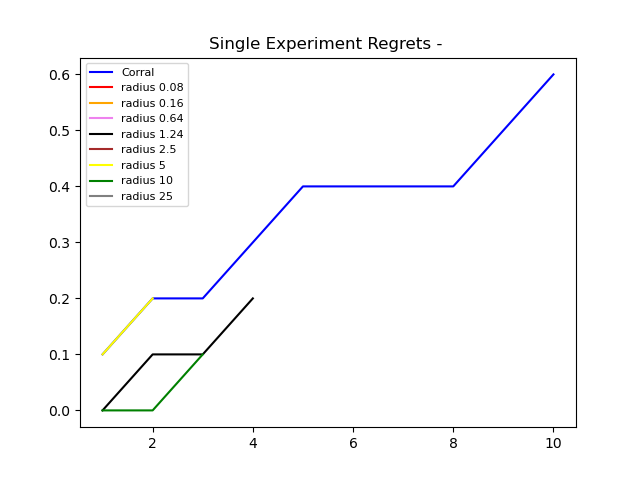 Single Experiment Regrets -
Corral
radius 0.08
radius 0.16
radius 0.64
radius 1.24
radius 2.5
radius 5
radius 10
radius 25
0.6
0.5
0.4
0.3
0.2
0.1
0.0
2 4 6 8 10